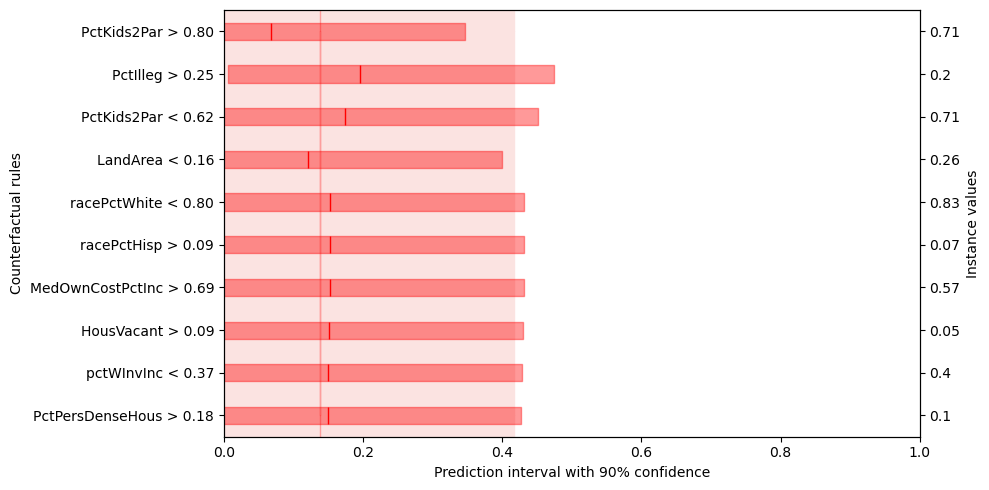 PctKids2Par > 0.80 0.71
PctIlleg > 0.25 0.2
PctKids2Par < 0.62 0.71
LandArea < 0.16 0.26
racePctWhite < 0.80 0.83
racePctHisp > 0.09 0.07
MedOwnCostPctInc > 0.69 0.57
HousVacant > 0.09 0.05
pctWInvInc < 0.37 0.4
PctPersDenseHous > 0.18 0.1
Counterfactual rules
Instance values
0.0 0.2 0.4 0.6 0.8 1.0
Prediction interval with 90% confidence